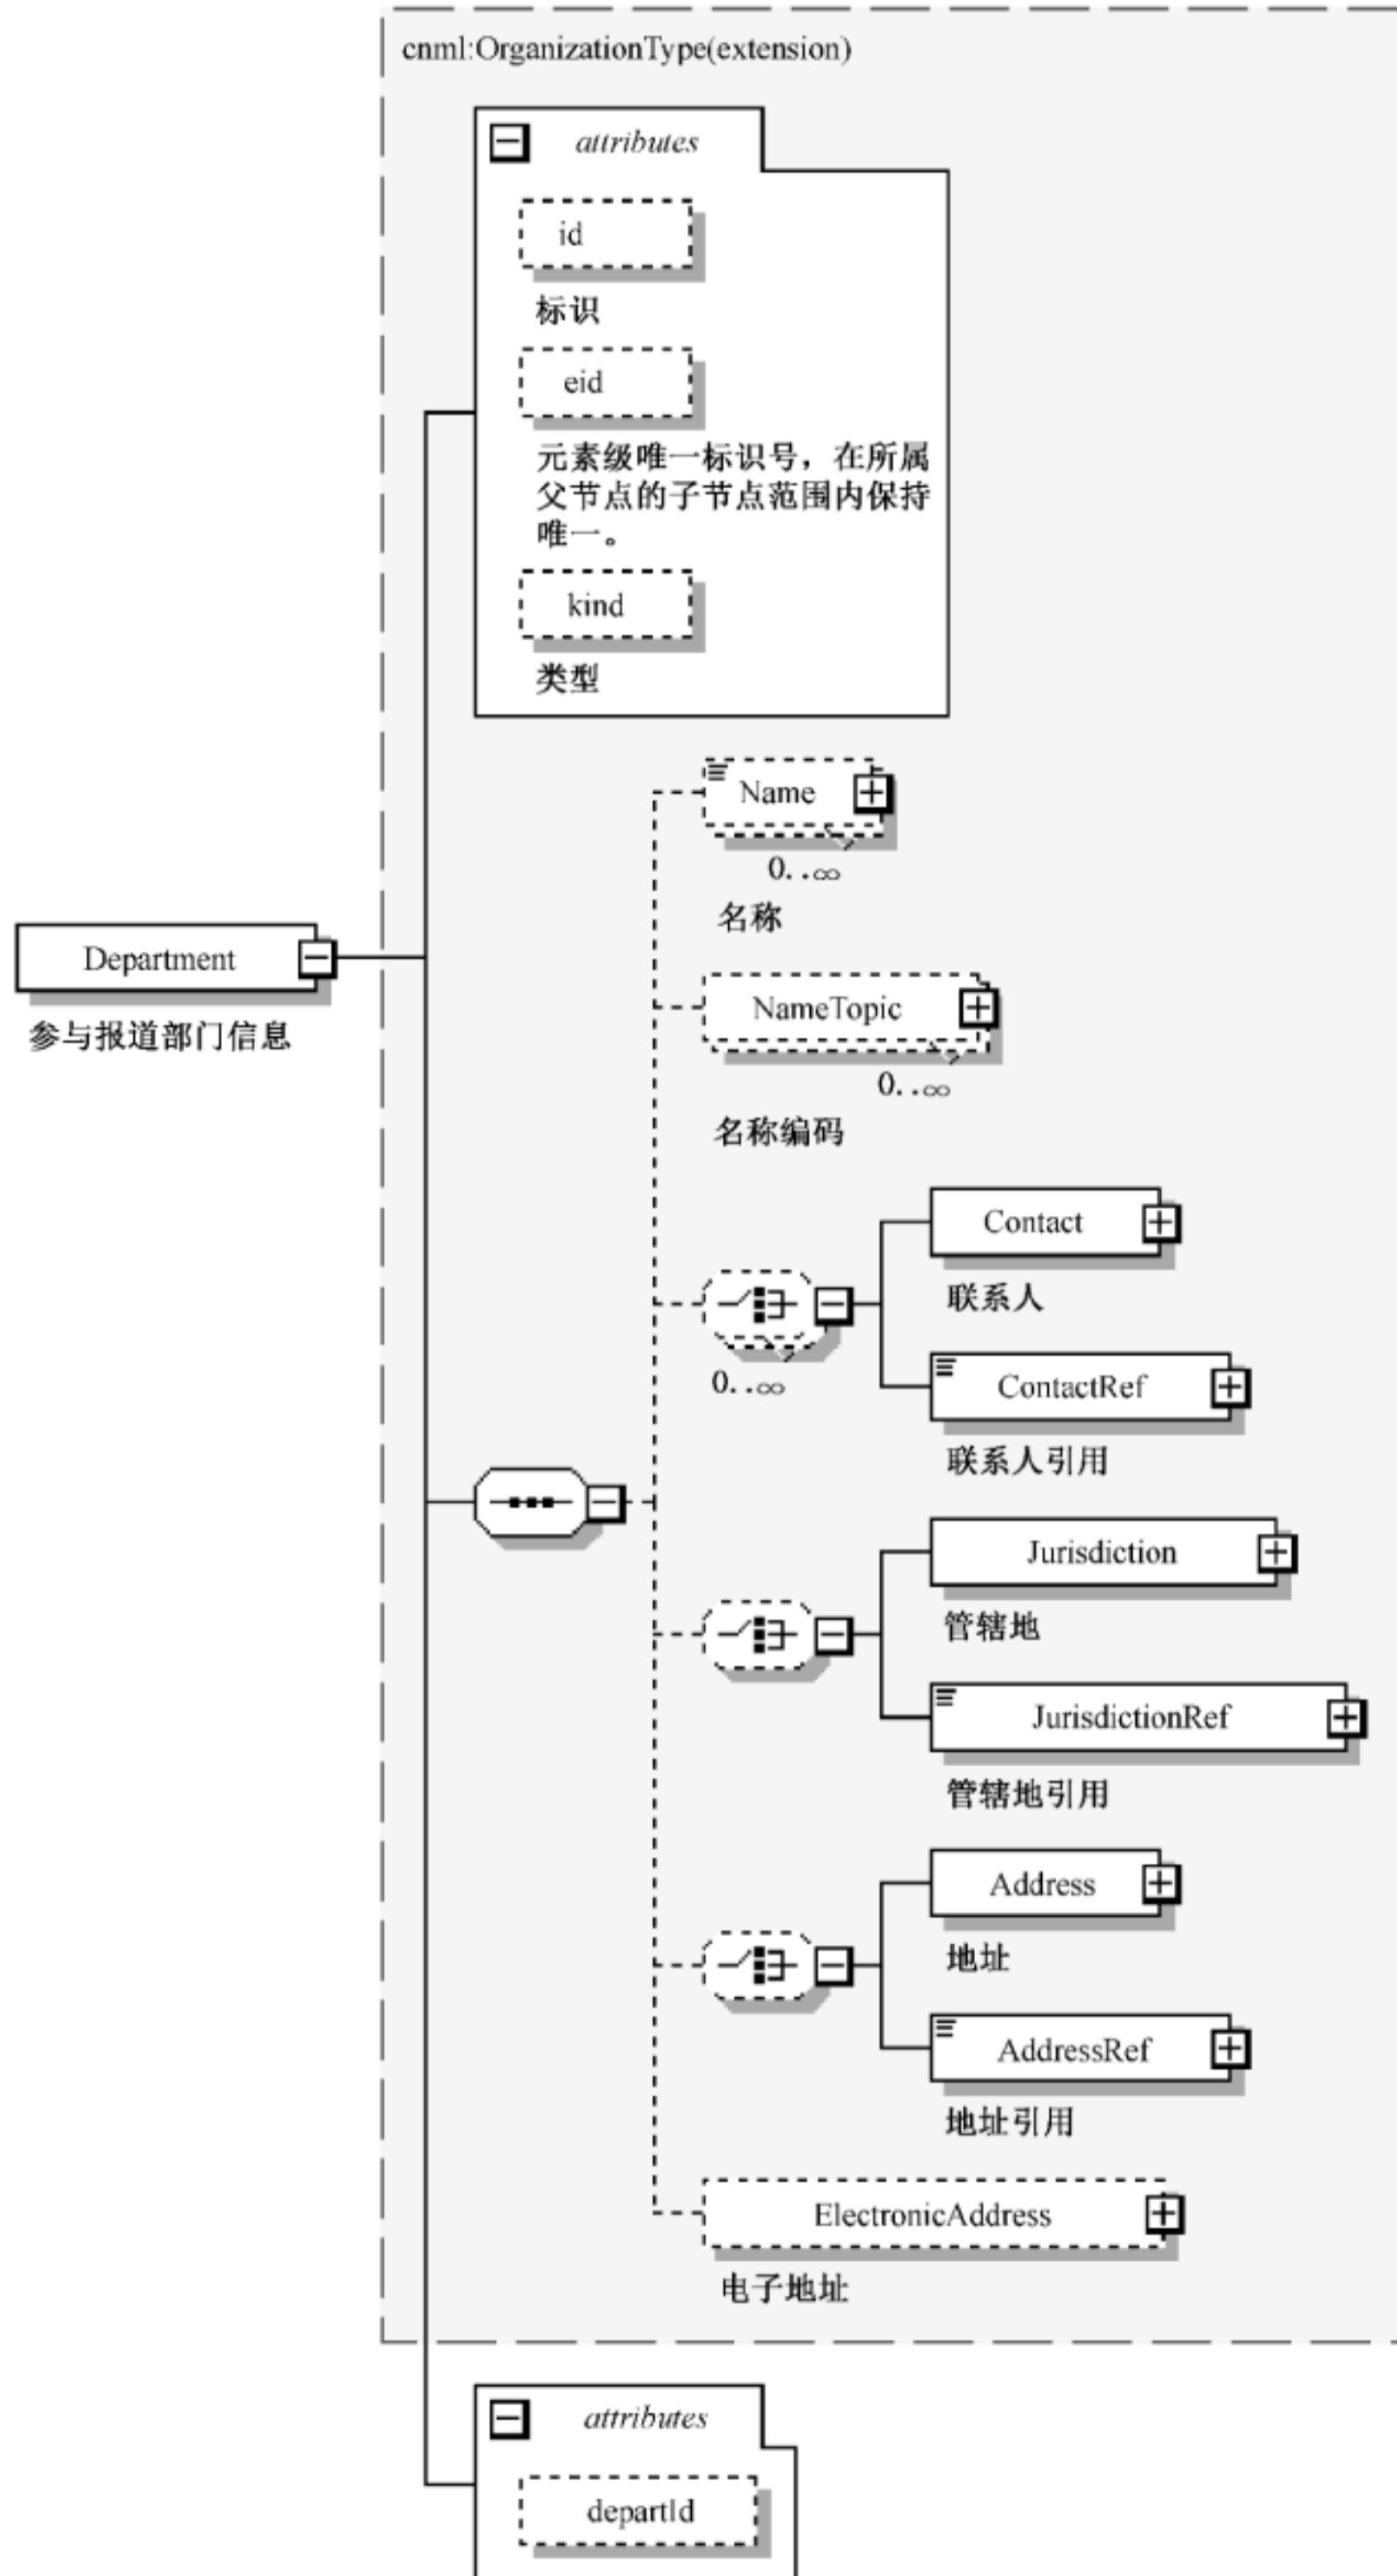 cnml:OrganizationType(extension)
attributes
id
标识
eid
元素级唯一标识号，在所属
父节点的子节点范围内保持
唯一。
kind
类型
Name
0..∞
名称
Department
参与报道部门信息
NameTopic
0..∞
名称编码
Contact
联系人
0..∞
ContactRef
联系人引用
Jurisdiction
管辖地
JurisdictionRef
管辖地引用
Address
地址
AddressRef
地址引用
ElectronicAddress
电子地址
attributes
departId